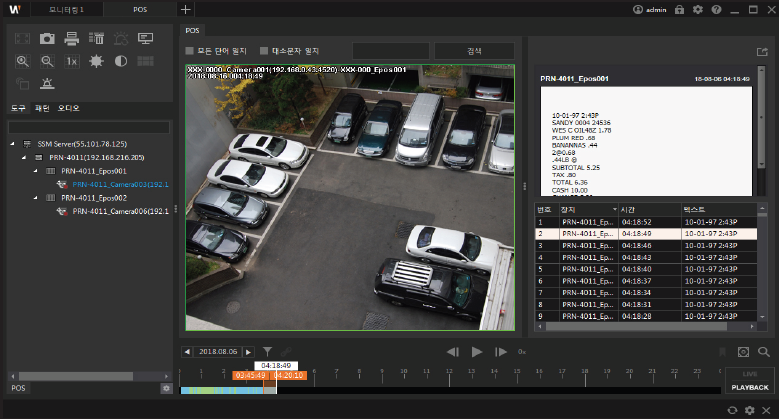 모니터링1
POS
admin
POS
모든 단어 일치
대소문자 일치
검색
XXX-0000-Camera001(192.168.0.43:4520) XXX-000_Epos001
2018-08-16 04:18:49
1x
도구 패턴 오디오
SSM Server(55.101.78.125)
PRN-4011(192.168.216.205)
PRN-4011_Epos001
PRN-4011_Camera003(192.1
PRN-4011_Epos002
PRN-4011_Camera006(192.1
POS
PRN-4011_Epos001 18-08-06 04:18:49
10-01-97 2:43P
SANDY 0004 24536
WES C OIL48Z 1.78
PLUM RED .68
BANANNAS .44
2@0.68
.44LB @
SUBTOTAL 5.25
TAX .80
TOTAL 6.36
CASH 10.00
번호 장치 시간 텍스트
1 PRN-4011_Ep... 04:18:52 10-01-97 2:43P
2 PRN-4011_Ep... 04:18:49 10-01-97 2:43P
3 PRN-4011_Ep... 04:18:46 10-01-97 2:43P
4 PRN-4011_Ep... 04:18:43 10-01-97 2:43P
5 PRN-4011_Ep... 04:18:40 10-01-97 2:43P
6 PRN-4011_Ep... 04:18:37 10-01-97 2:43P
7 PRN-4011_Ep... 04:18:34 10-01-97 2:43P
8 PRN-4011_Ep... 04:18:31 10-01-97 2:43P
9 PRN-4011_Ep... 04:18:28 10-01-97 2:43P
2018.08.06
0x
04:18:49
1 2 3 4 5 6 7 8 9 10 11 12 13 14 15 16 17 18 19 20 21 22 23 0
03:45:49 04:20:10
LIVE
PLAYBACK